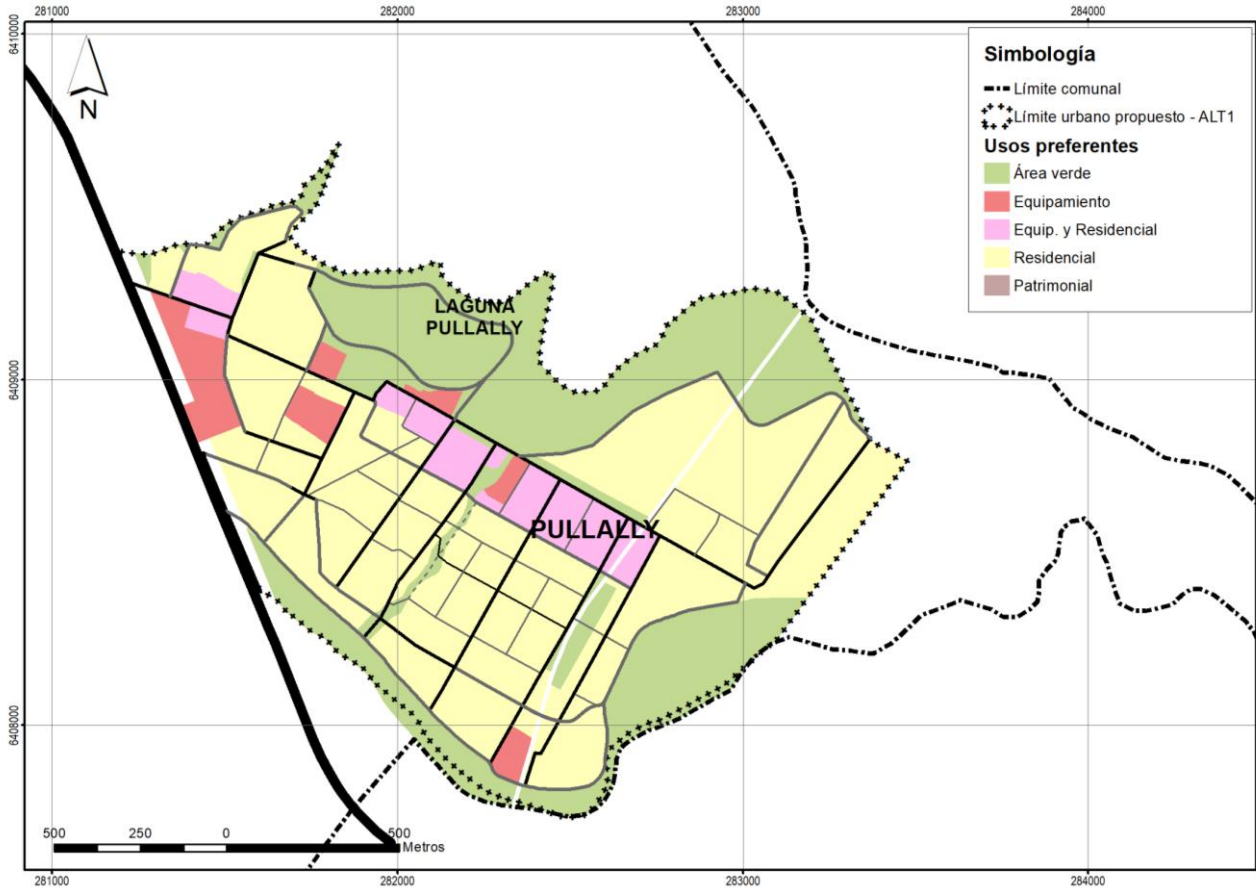 281000 282000 283000 284000
6410000
N
Simbología
Límite comunal
Límite urbano propuesto - ALT1
Usos preferentes
Área verde
Equipamiento
Equip. y Residencial
Residencial
Patrimonial
LAGUNA
PULLALLY
6409000
PULLALLY
6408000
500 250 0 500
Metros
281000 282000 283000 284000